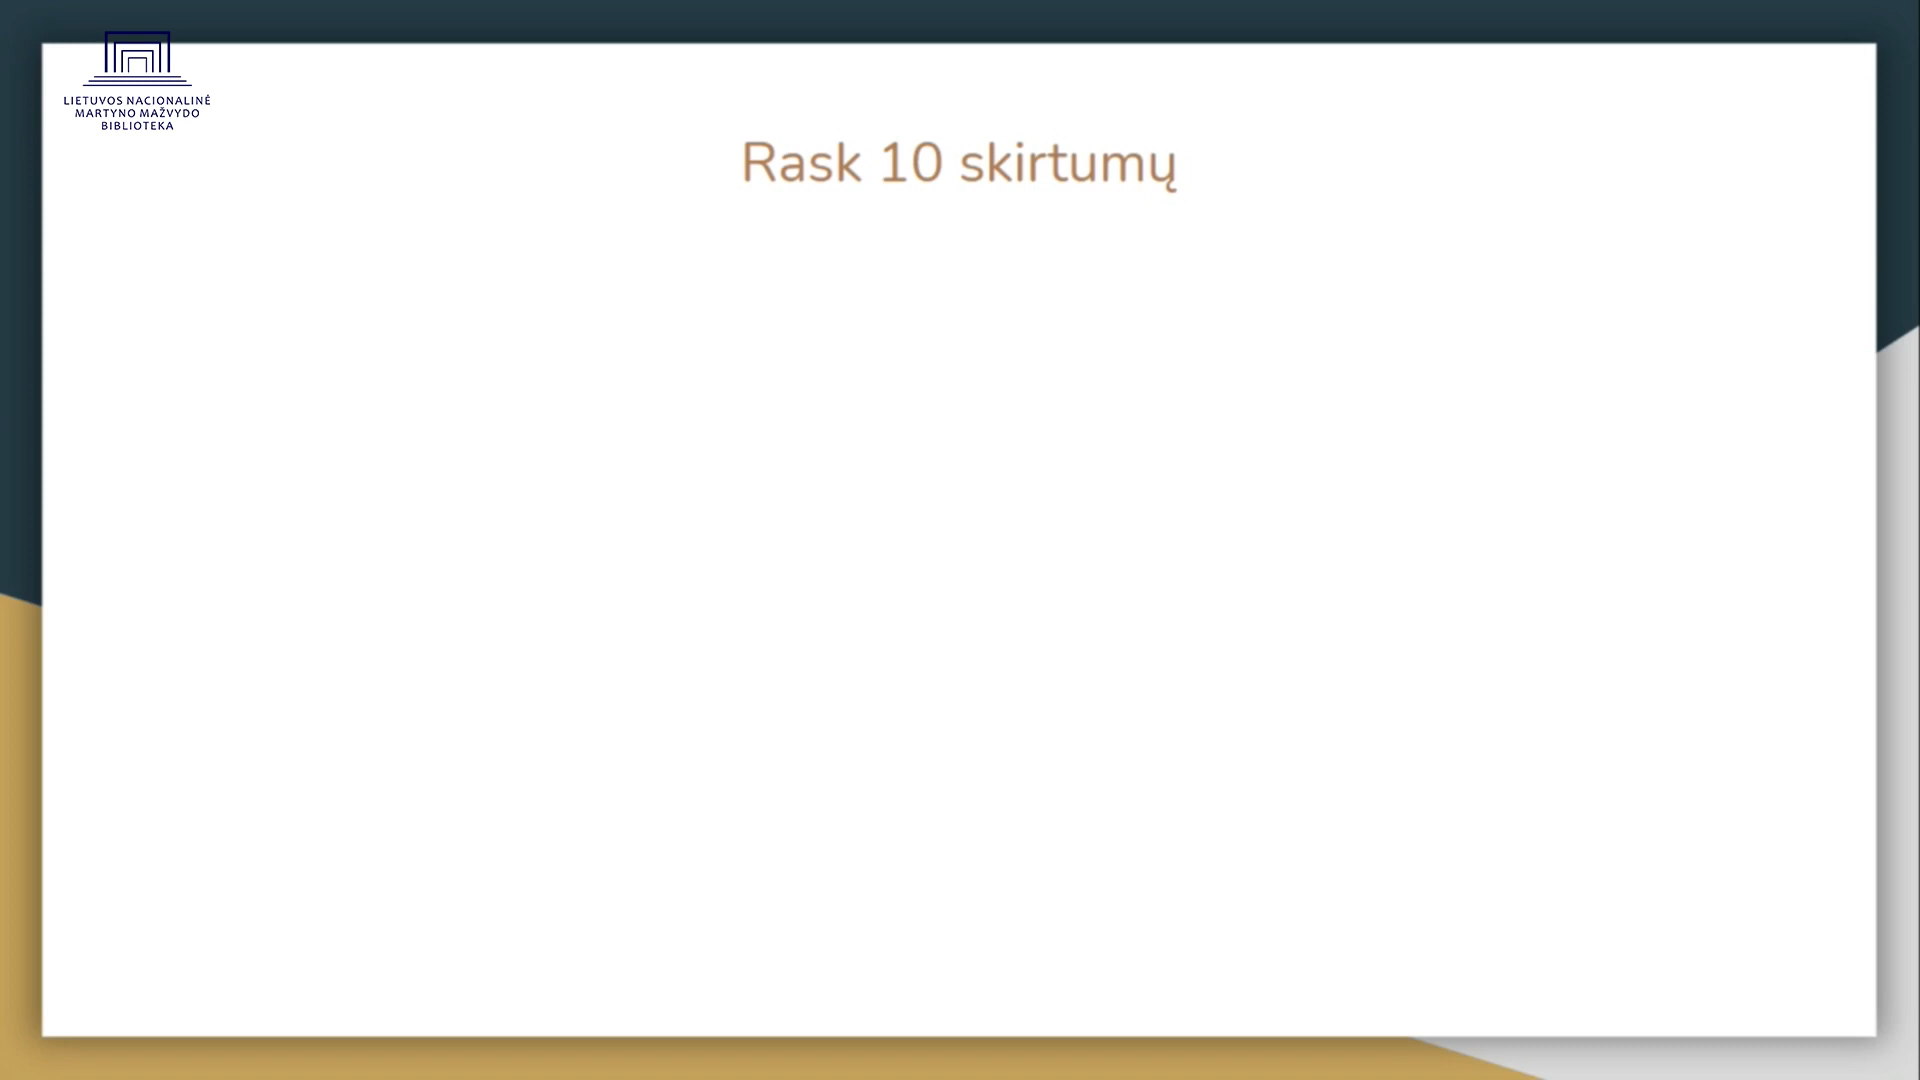 LIETUVOS NACIONALINĖ
MARTYNO MAŽVYDO
BIBLIOTEKA
Rask 10 skirtumų